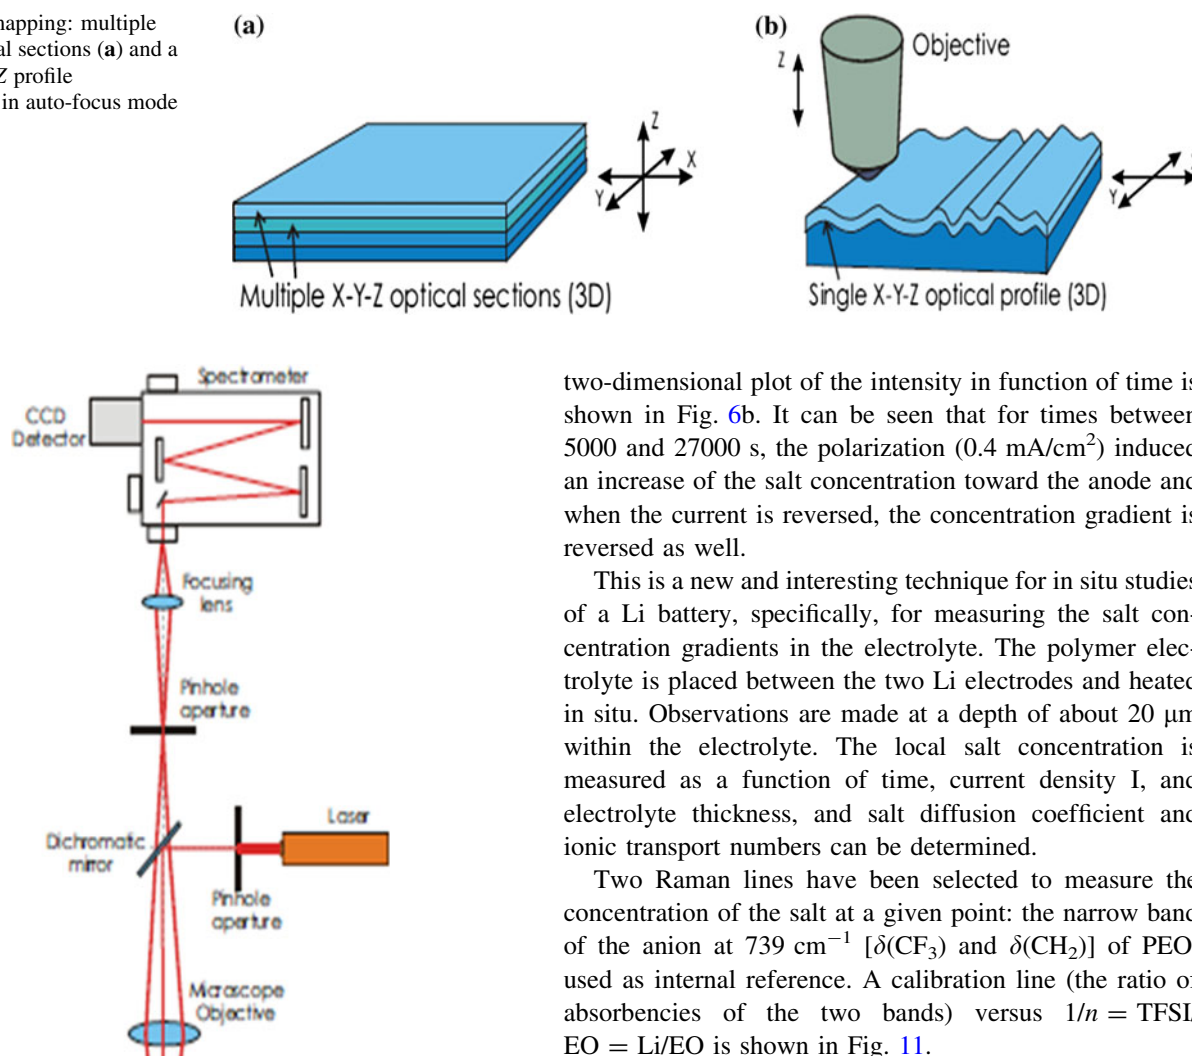 mapping: multiple
al sections (a) and a
Z profile
in auto-focus mode
(a)
Z
X
Y
Multiple X-Y-Z optical sections (3D)
(b)
Objective
Z
Y
Single X-Y-Z optical profile (3D)
Spectrometer
CCD
Detector
Focusing
lens
Pinhole
aperture
Laser
Dichromatic
mirror
Pinhole
aperture
Microscope
Objective
two-dimensional plot of the intensity in function of time is
shown in Fig. 6b. It can be seen that for times between
5000 and 27000 s, the polarization (0.4 mA/cm²) induced
an increase of the salt concentration toward the anode and
when the current is reversed, the concentration gradient is
reversed as well.
This is a new and interesting technique for in situ studies
of a Li battery, specifically, for measuring the salt con-
centration gradients in the electrolyte. The polymer elec-
trolyte is placed between the two Li electrodes and heated
in situ. Observations are made at a depth of about 20 μm
within the electrolyte. The local salt concentration is
measured as a function of time, current density I, and
electrolyte thickness, and salt diffusion coefficient and
ionic transport numbers can be determined.
Two Raman lines have been selected to measure the
concentration of the salt at a given point: the narrow band
of the anion at 739 cm⁻¹ [δ(CF₃) and δ(CH₂)] of PEO
used as internal reference. A calibration line (the ratio of
absorbencies of the two bands) versus 1/n = TFSI/
EO = Li/EO is shown in Fig. 11.